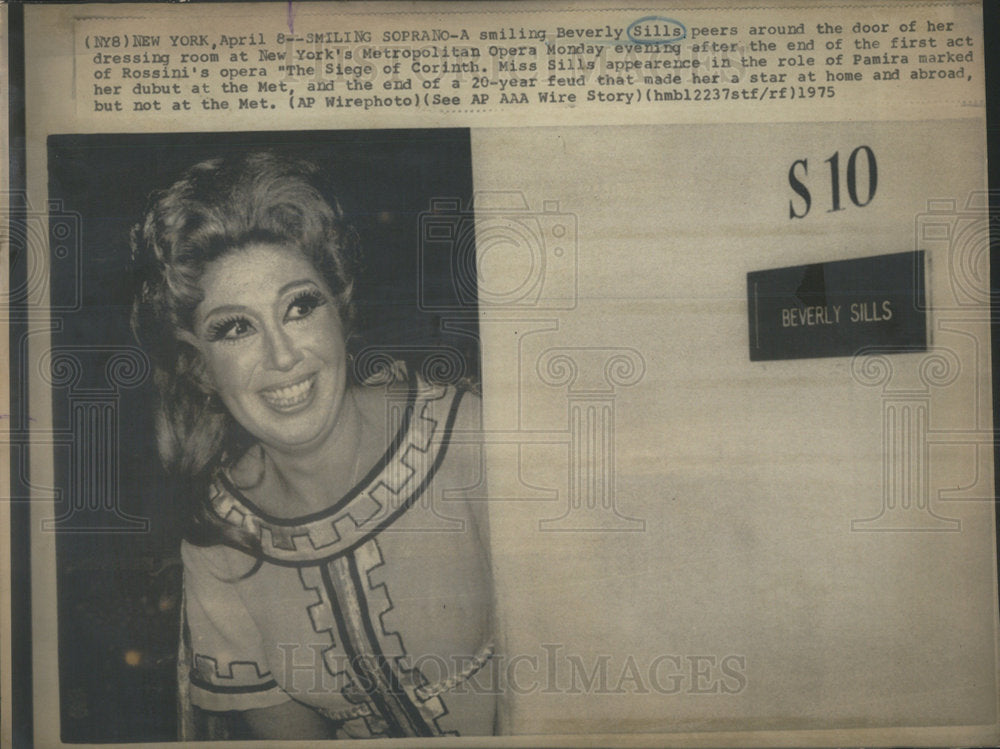 (NY8)NEW YORK,April 8--SMILING SOPRANO-A smiling Beverly Sills peers around the door of her
dressing room at New York's Metropolitan Opera Monday evening after the end of the first act
of Rossini's opera "The Siege of Corinth. Miss Sills appearence in the role of Pamira marked
her dubut at the Met, and the end of a 20-year feud that made her a star at home and abroad,
but not at the Met. (AP Wirephoto)(See AP AAA Wire Story)(hmb12237stf/rf)1975
S 10
BEVERLY SILLS
HISTORIC IMAGES
HISTORIC IMAGES